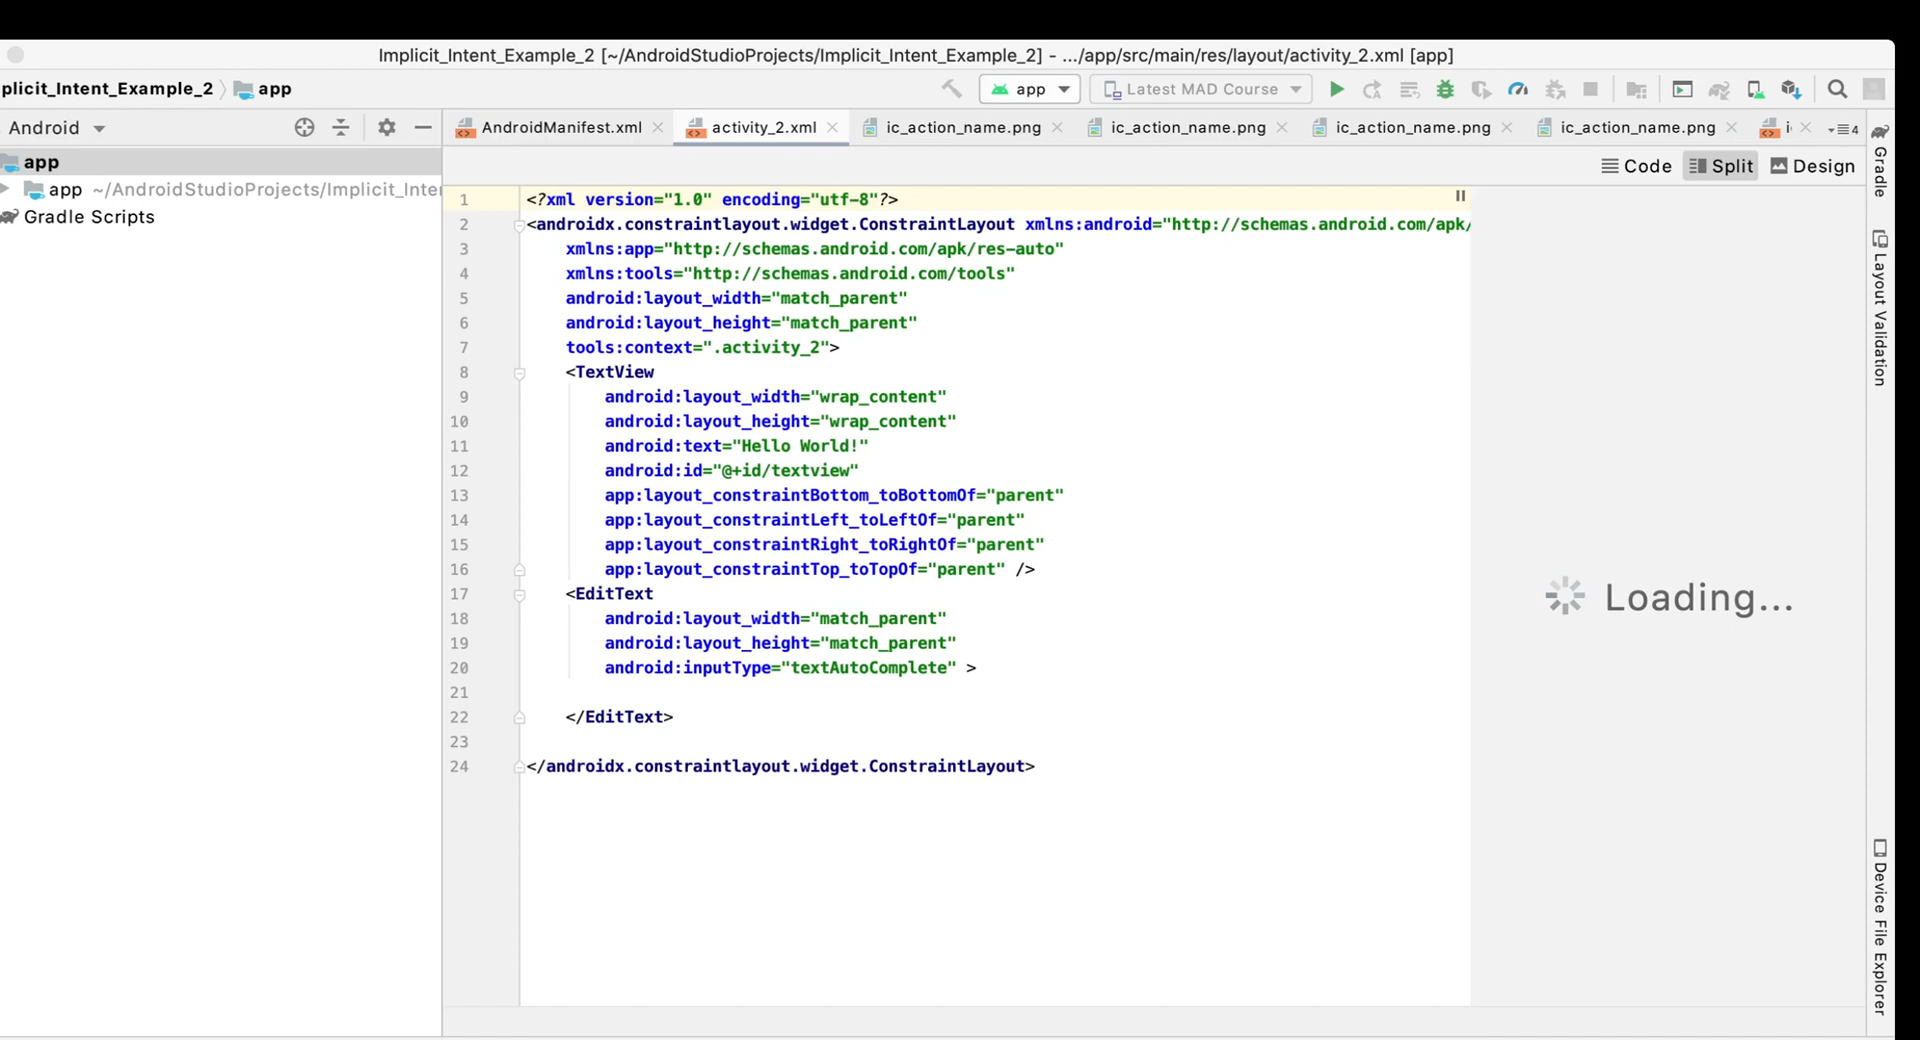 Implicit_Intent_Example_2 [~/AndroidStudioProjects/Implicit_Intent_Example_2] - .../app/src/main/res/layout/activity_2.xml [app]
plicit_Intent_Example_2 app
app
Latest MAD Course
Android
AndroidManifest.xml
activity_2.xml
ic_action_name.png
ic_action_name.png
ic_action_name.png
ic_action_name.png
4
Code
Split
Design
app
app ~/AndroidStudioProjects/Implicit_Inte
Gradle Scripts
1 <?xml version="1.0" encoding="utf-8"?>
2 <androidx.constraintlayout.widget.ConstraintLayout xmlns:android="http://schemas.android.com/apk/
3 xmlns:app="http://schemas.android.com/apk/res-auto"
4 xmlns:tools="http://schemas.android.com/tools"
5 android:layout_width="match_parent"
6 android:layout_height="match_parent"
7 tools:context=".activity_2">
8 <TextView
9 android:layout_width="wrap_content"
10 android:layout_height="wrap_content"
11 android:text="Hello World!"
12 android:id="@+id/textview"
13 app:layout_constraintBottom_toBottomOf="parent"
14 app:layout_constraintLeft_toLeftOf="parent"
15 app:layout_constraintRight_toRightOf="parent"
16 app:layout_constraintTop_toTopOf="parent" />
17 <EditText
18 android:layout_width="match_parent"
19 android:layout_height="match_parent"
20 android:inputType="textAutoComplete" >
21
22 </EditText>
23
24 </androidx.constraintlayout.widget.ConstraintLayout>
Loading...
Gradle
Layout Validation
Device File Explorer